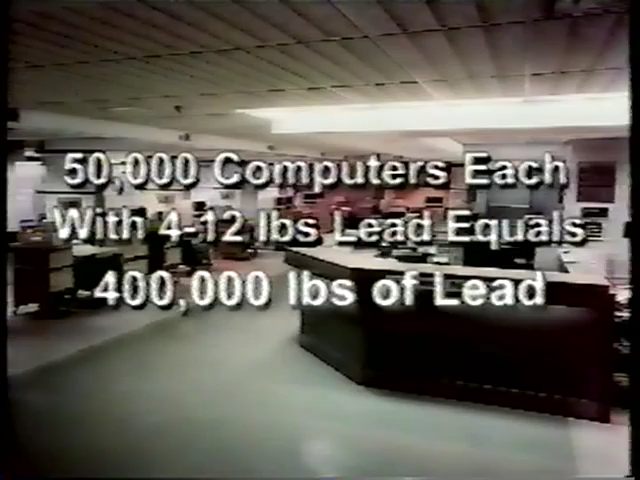 50,000 Computers Each
With 4-12 lbs Lead Equals
400,000 lbs of Lead